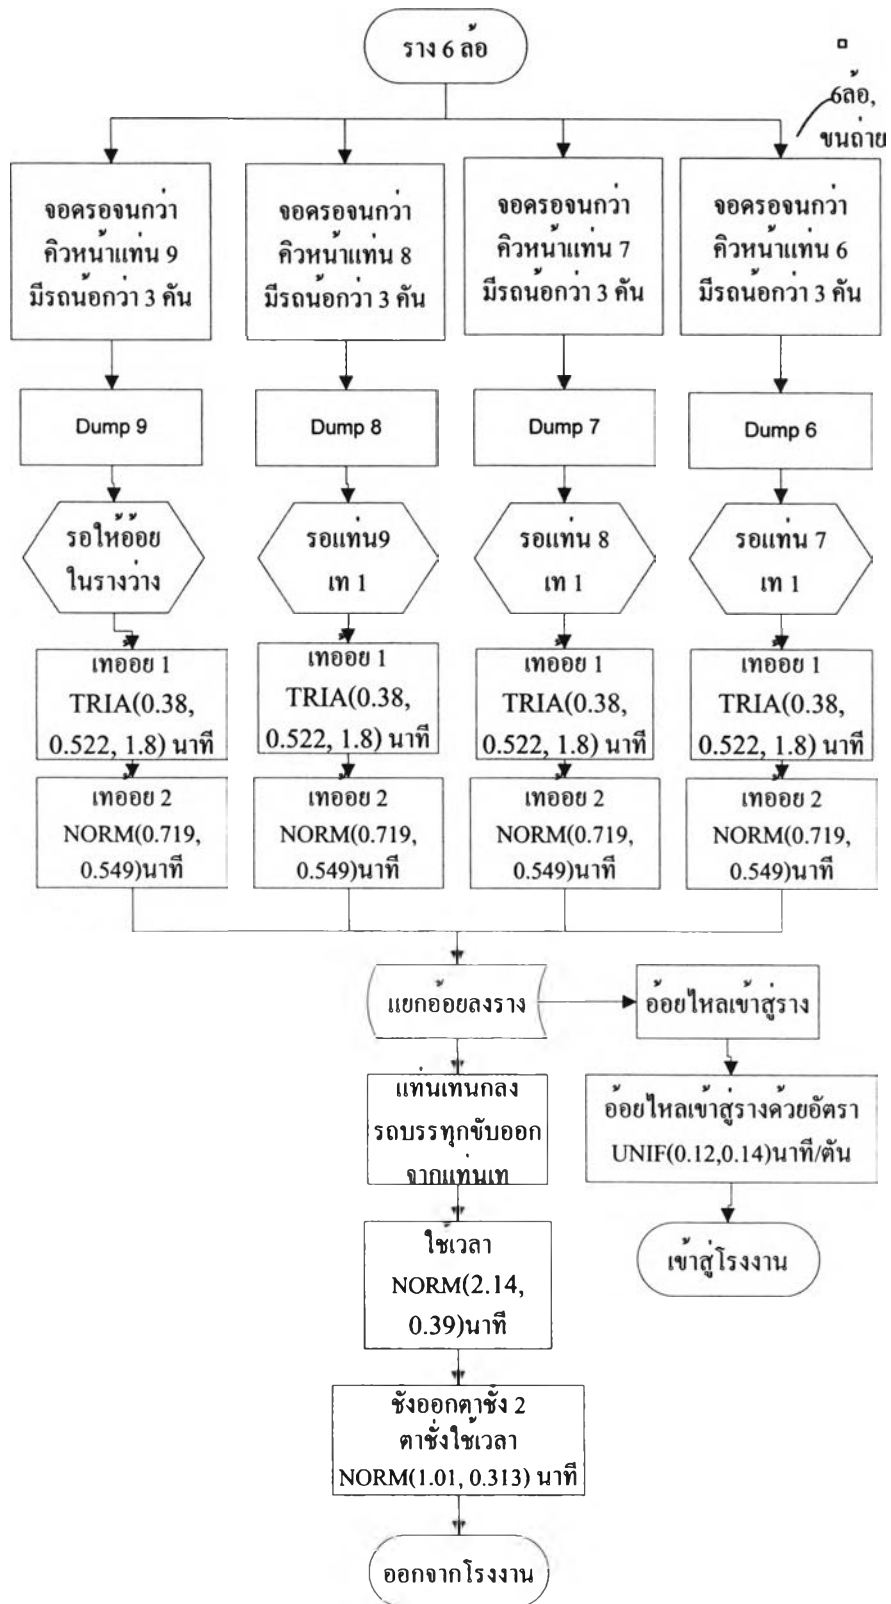 ราง 6 ล้อ
6ล้อ,
ขนถ่าย
จอดรอจนกว่า
คิวหน้าแท่น 9
มีรถน้อกว่า 3 คัน
จอดรอจนกว่า
คิวหน้าแท่น 8
มีรถน้อกว่า 3 คัน
จอดรอจนกว่า
คิวหน้าแท่น 7
มีรถน้อกว่า 3 คัน
จอดรอจนกว่า
คิวหน้าแท่น 6
มีรถน้อกว่า 3 คัน
Dump 9
Dump 8
Dump 7
Dump 6
รอให้อ้อย
ในรางว่าง
รอแท่น9
เท 1
รอแท่น 8
เท 1
รอแท่น 7
เท 1
เทออย 1
TRIA(0.38,
0.522, 1.8) นาที
เทออย 1
TRIA(0.38,
0.522, 1.8) นาที
เทออย 1
TRIA(0.38,
0.522, 1.8) นาที
เทออย 1
TRIA(0.38,
0.522, 1.8) นาที
เทอ้อย 2
NORM(0.719,
0.549)นาที
เทอ้อย 2
NORM(0.719,
0.549)นาที
เทอ้อย 2
NORM(0.719,
0.549)นาที
เทอ้อย 2
NORM(0.719,
0.549)นาที
แยกอ้อยลงราง
อ้อยไหลเข้าสู่ราง
แท่นเทนกลง
รถบรรทุกขับออก
จากแท่นเท
อ้อยไหลเข้าสู่รางด้วยอัตรา
UNIF(0.12,0.14)นาที/ตัน
ใช้เวลา
NORM(2.14,
0.39)นาที
เข้าสู่โรงงาน
ชั่งออกตาชั่ง 2
ตาชั่งใช้เวลา
NORM(1.01, 0.313) นาที
ออกจากโรงงาน